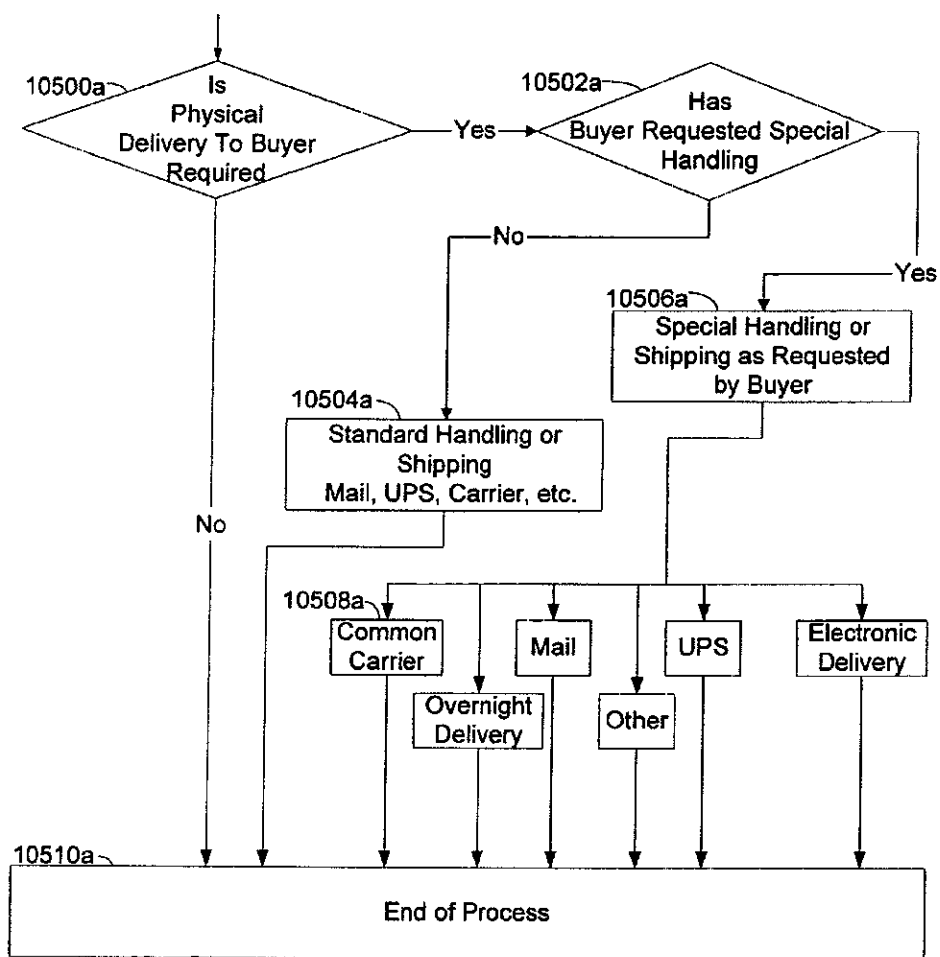 10500a
Is
Physical
Delivery To Buyer
Required
Yes
10502a
Has
Buyer Requested Special
Handling
No
Yes
10506a
Special Handling or
Shipping as Requested
by Buyer
10504a
Standard Handling or
Shipping
Mail, UPS, Carrier, etc.
No
10508a
Common
Carrier
Overnight
Delivery
Mail
Other
UPS
Electronic
Delivery
10510a
End of Process